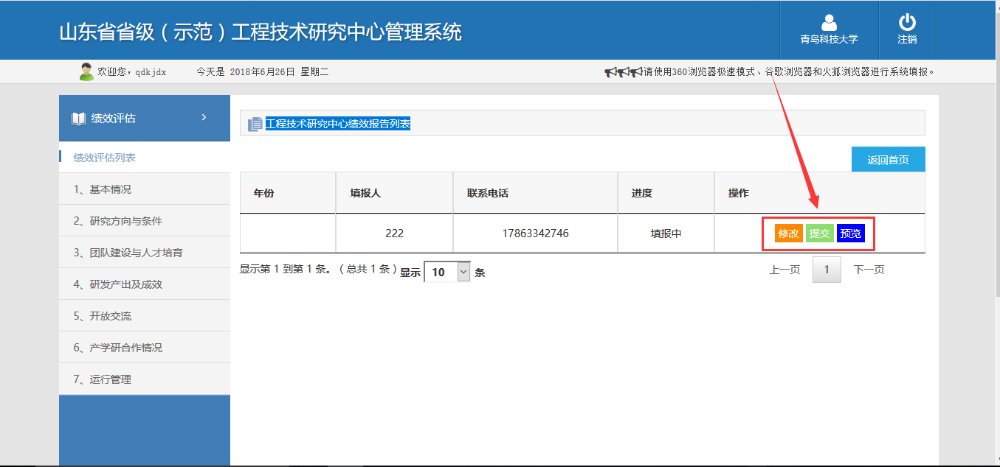 山东省省级（示范）工程技术研究中心管理系统
青岛科技大学
注销
欢迎您，qdkjdx
今天是 2018年6月26日 星期二
请使用360浏览器极速模式、谷歌浏览器和火狐浏览器进行系统填报。
绩效评估
绩效评估列表
1、基本情况
2、研究方向与条件
3、团队建设与人才培育
4、研发产出及成效
5、开放交流
6、产学研合作情况
7、运行管理
工程技术研究中心绩效报告列表
返回首页
年份 填报人 联系电话 进度 操作
222 17863342746 填报中 修改 提交 预览
显示第 1 到第 1 条。（总共 1 条）显示 10 条
上一页 1 下一页